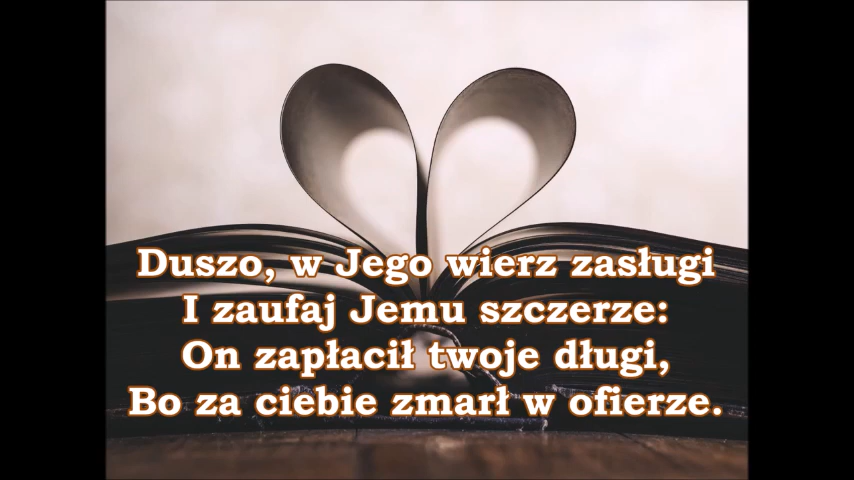 Duszo, w Jego wierz zasługi
I zaufaj Jemu szczerze:
On zapłacił twoje długi,
Bo za ciebie zmarł w ofierze.